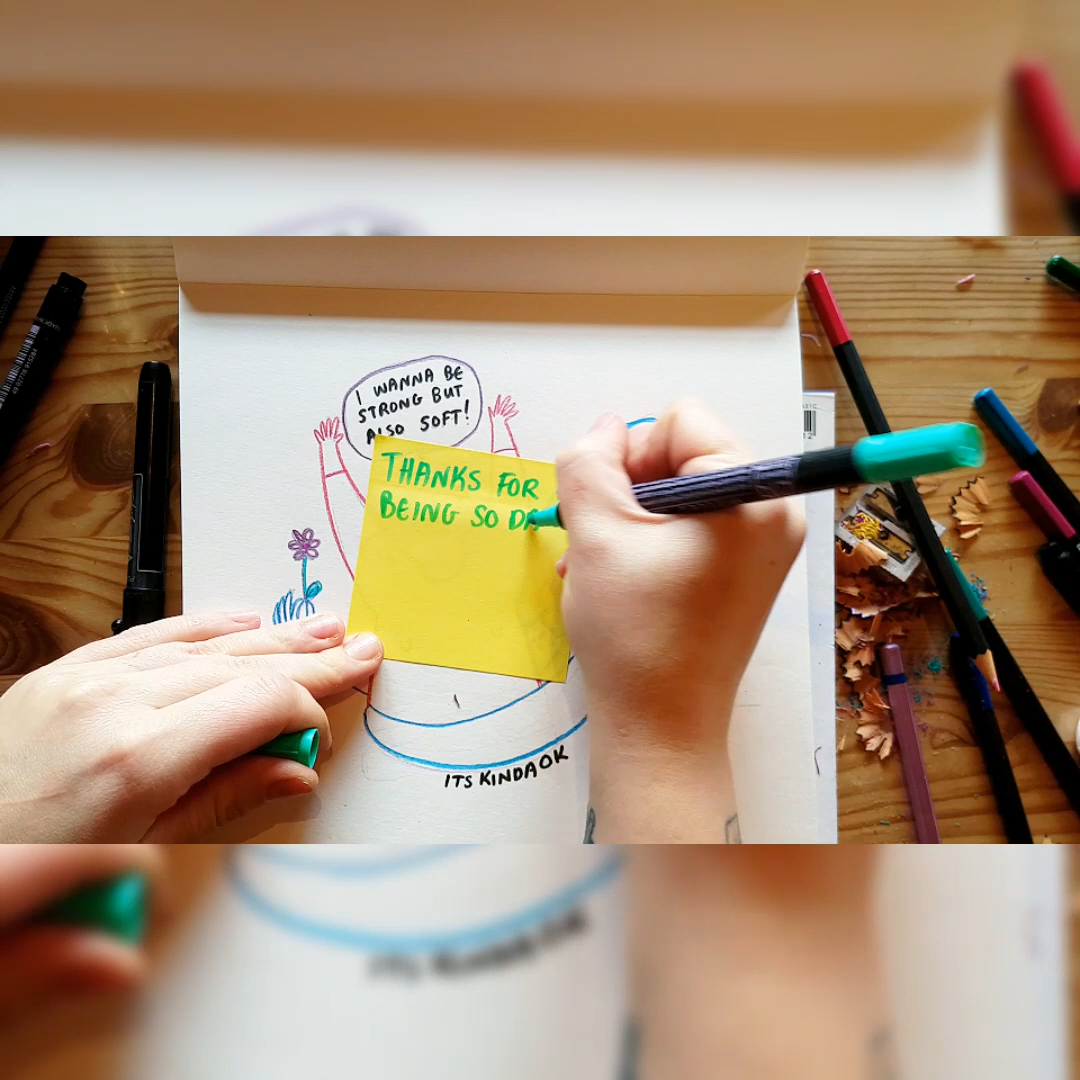 I WANNA BE
STRONG BUT
ALSO SOFT!
THANKS FOR
BEING SO
ITS KINDA OK